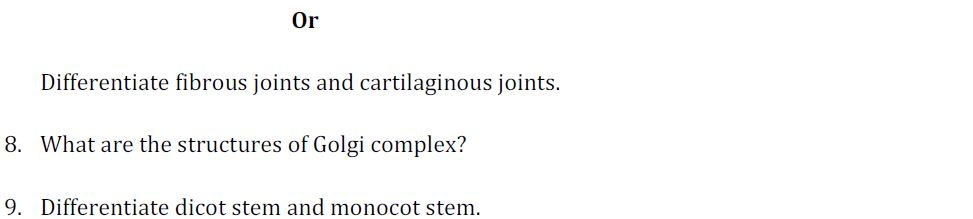 Or
Differentiate fibrous joints and cartilaginous joints.
8. What are the structures of Golgi complex?
9. Differentiate dicot stem and monocot stem.